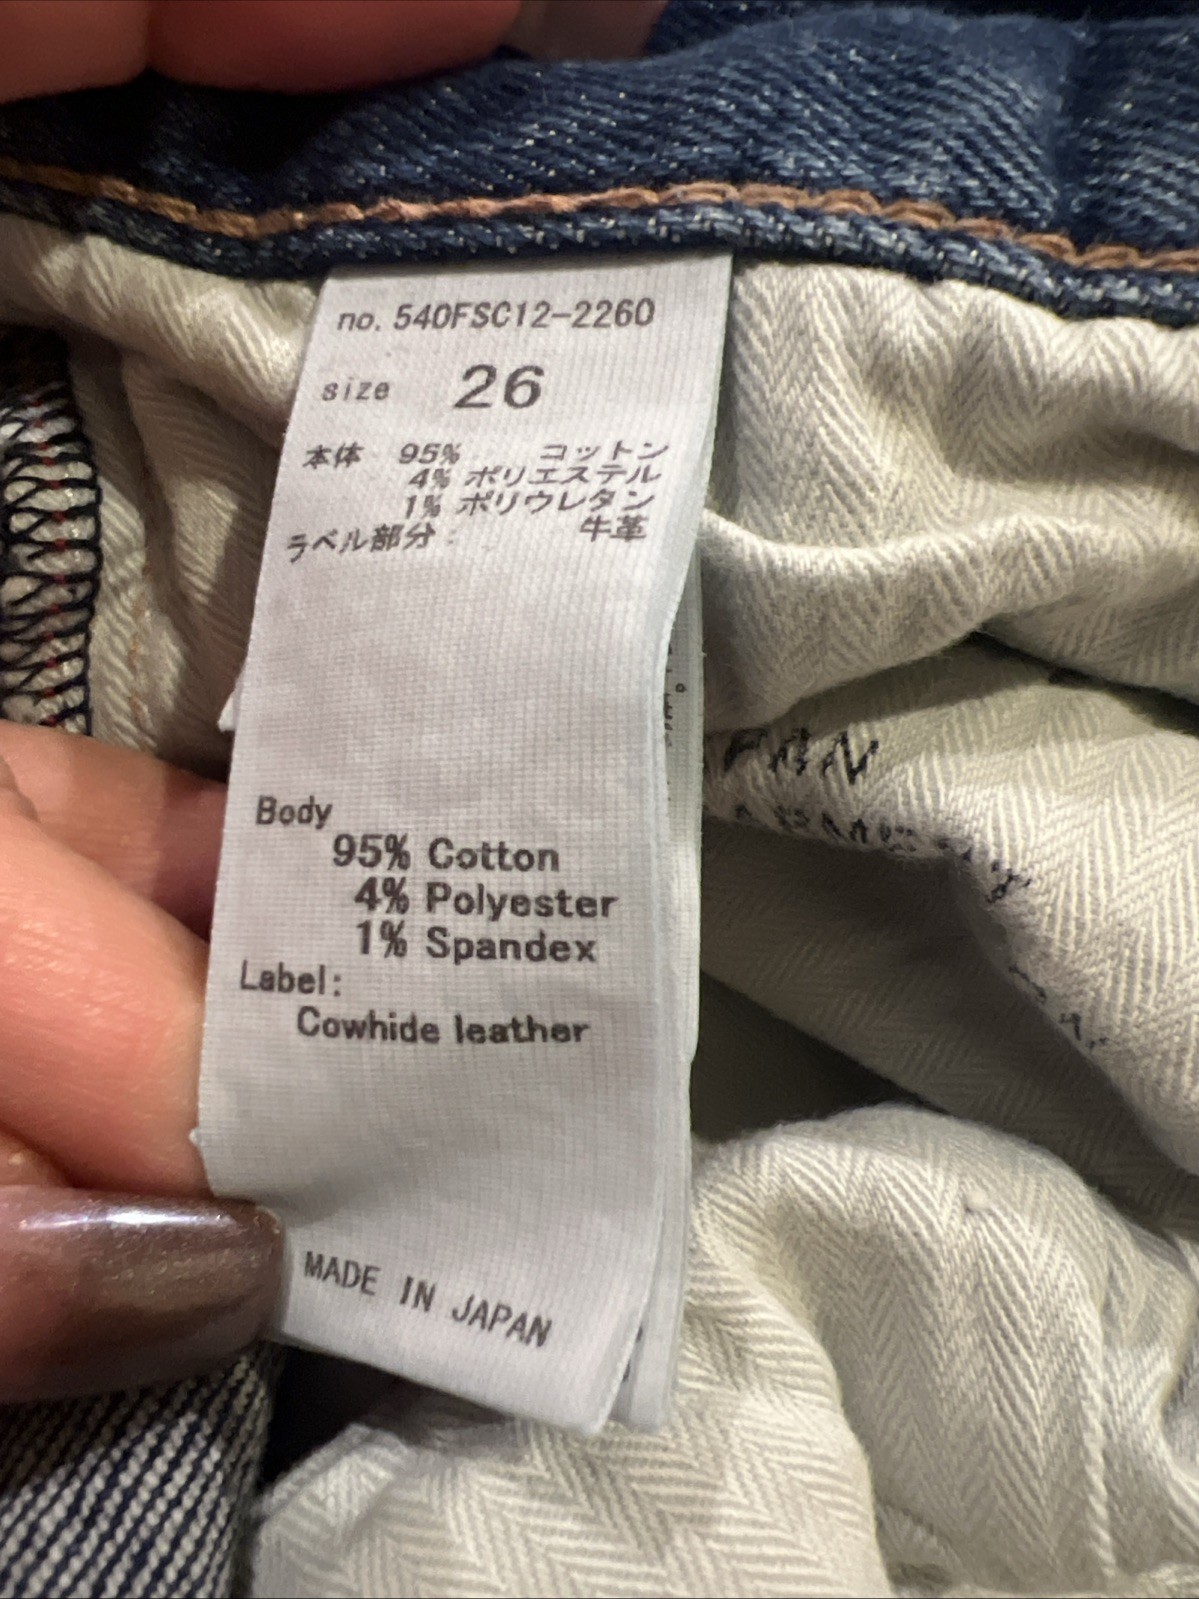 no. 540FSC12-2260
size 26
本体 95% コットン
4% ポリエステル
1% ポリウレタン
ラベル部分: 牛革
Body
95% Cotton
4% Polyester
1% Spandex
Label:
Cowhide leather
MADE IN JAPAN